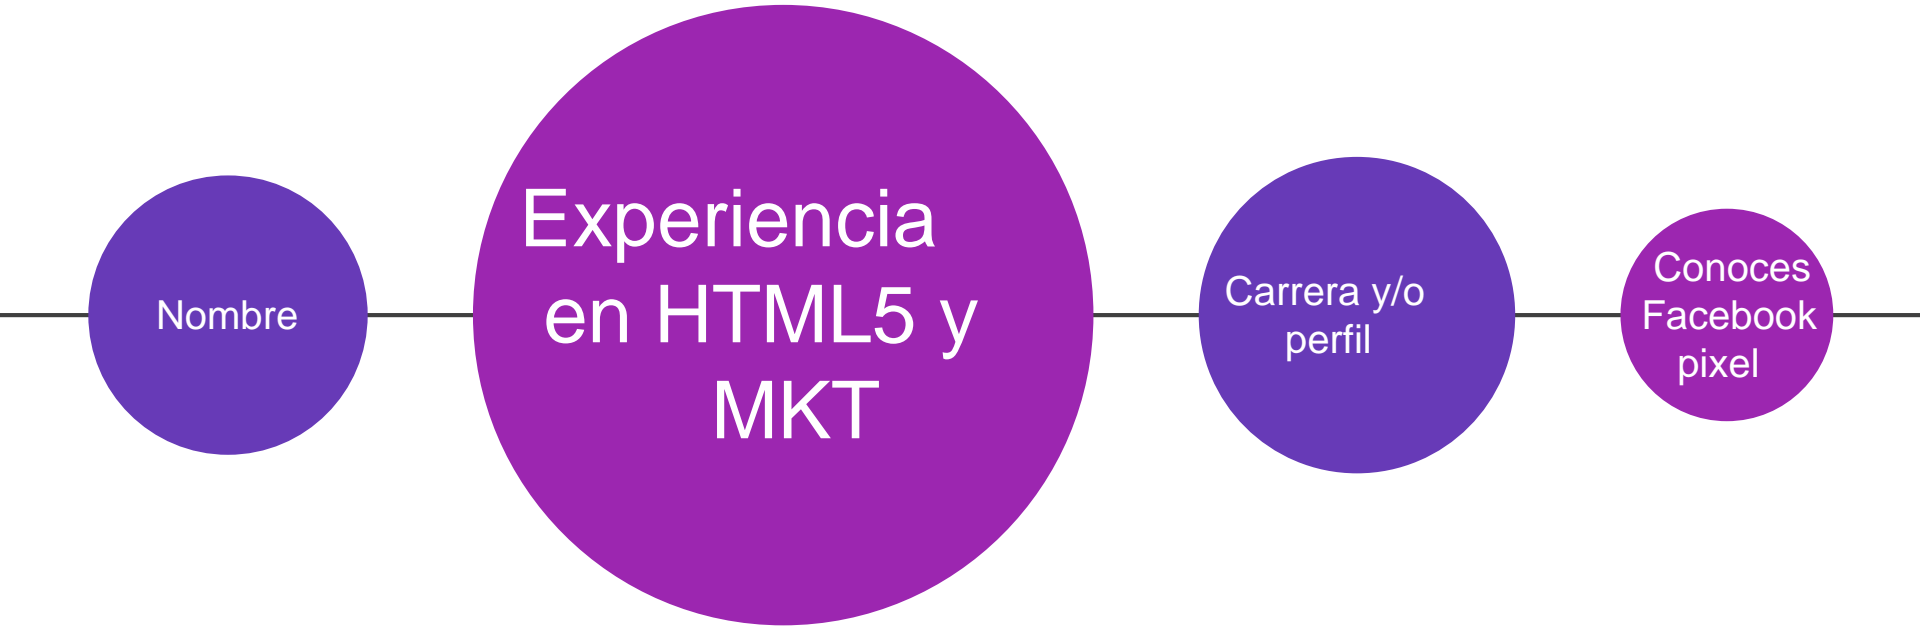 Nombre
Experiencia
en HTML5 y
MKT
Carrera y/o
perfil
Conoces
Facebook
pixel